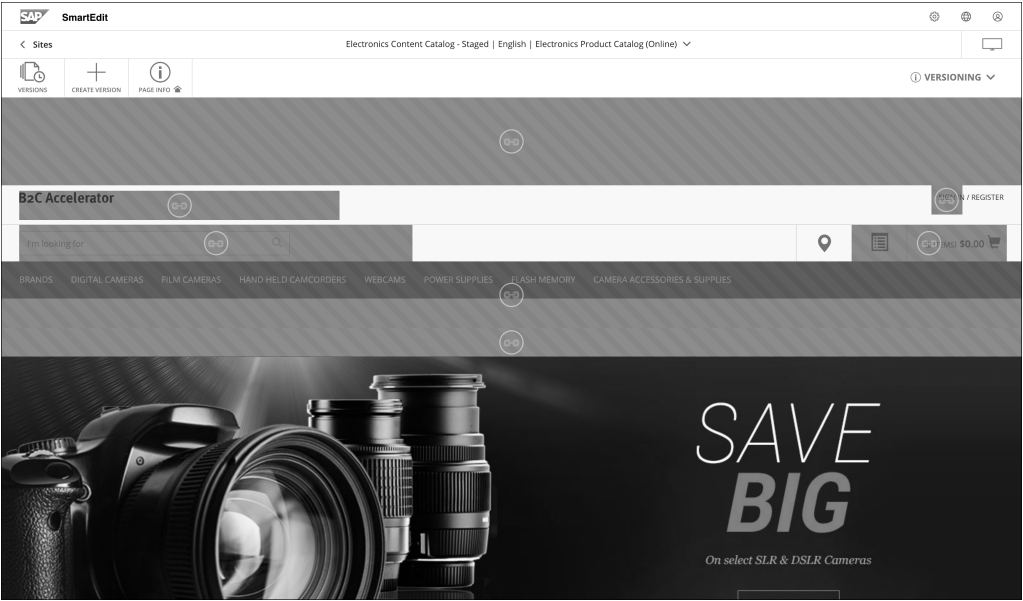 SAP SmartEdit
Sites
Electronics Content Catalog - Staged | English | Electronics Product Catalog (Online)
VERSIONS
CREATE VERSION
PAGE INFO
VERSIONING
B2C Accelerator
IN / REGISTER
I'm looking for
ITEMS) $0.00
BRANDS DIGITAL CAMERAS FILM CAMERAS HAND HELD CAMCORDERS WEBCAMS POWER SUPPLIES FLASH MEMORY CAMERA ACCESSORIES & SUPPLIES
SAVE
BIG
On select SLR & DSLR Cameras